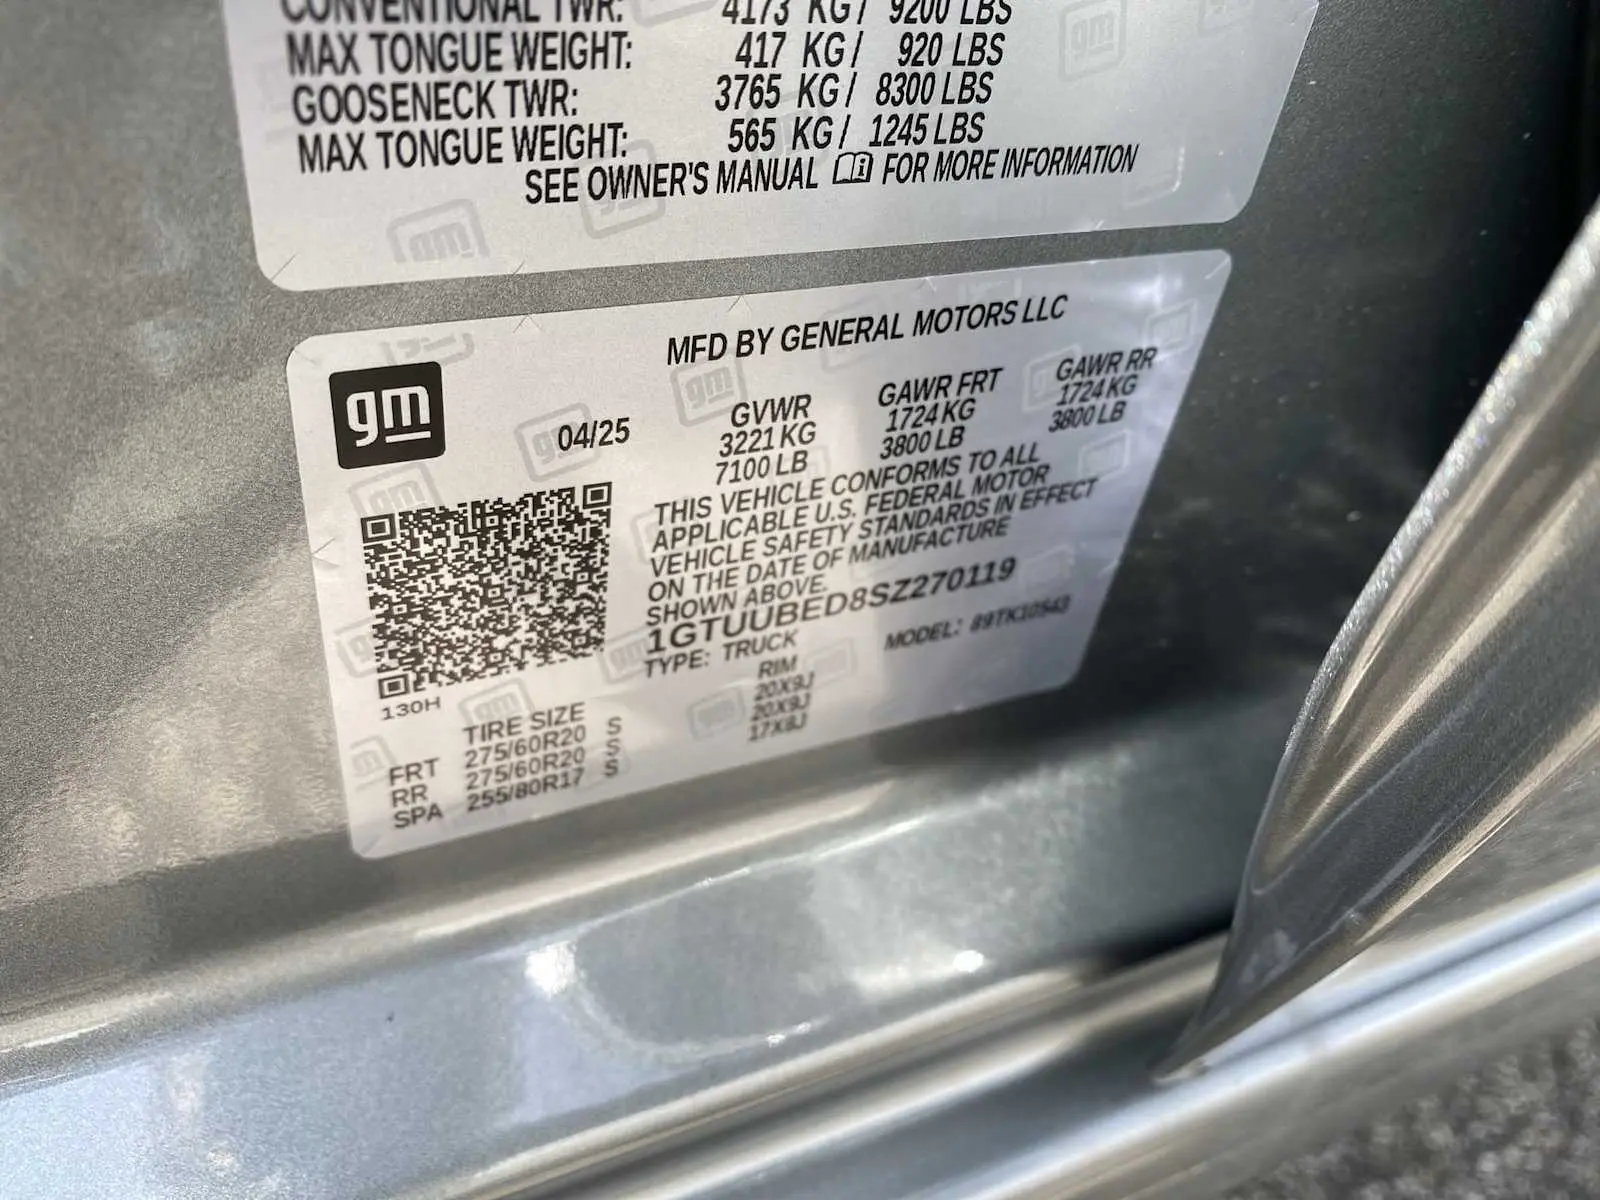 CONVENTIONAL TWR: 4173 KG/ 9200 LBS
MAX TONGUE WEIGHT: 417 KG/ 920 LBS
GOOSENECK TWR: 3765 KG/ 8300 LBS
MAX TONGUE WEIGHT: 565 KG/ 1245 LBS
SEE OWNER'S MANUAL FOR MORE INFORMATION
MFD BY GENERAL MOTORS LLC
gm
04/25
GVWR GAWR FRT GAWR RR
3221 KG 1724 KG 1724 KG
7100 LB 3800 LB 3800 LB
THIS VEHICLE CONFORMS TO ALL
APPLICABLE U.S. FEDERAL MOTOR
VEHICLE SAFETY STANDARDS IN EFFECT
ON THE DATE OF MANUFACTURE
SHOWN ABOVE.
1GTUUBED8SZ270119
TYPE: TRUCK MODEL: 89TK10543
130H
TIRE SIZE RIM
FRT 275/60R20 S 20X9J
RR 275/60R20 S 20X9J
SPA 255/80R17 S 17X8J